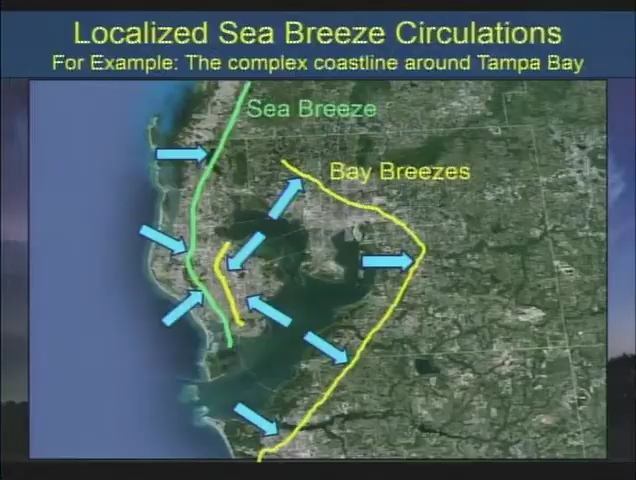 Localized Sea Breeze Circulations
For Example: The complex coastline around Tampa Bay
Sea Breeze
Bay Breezes